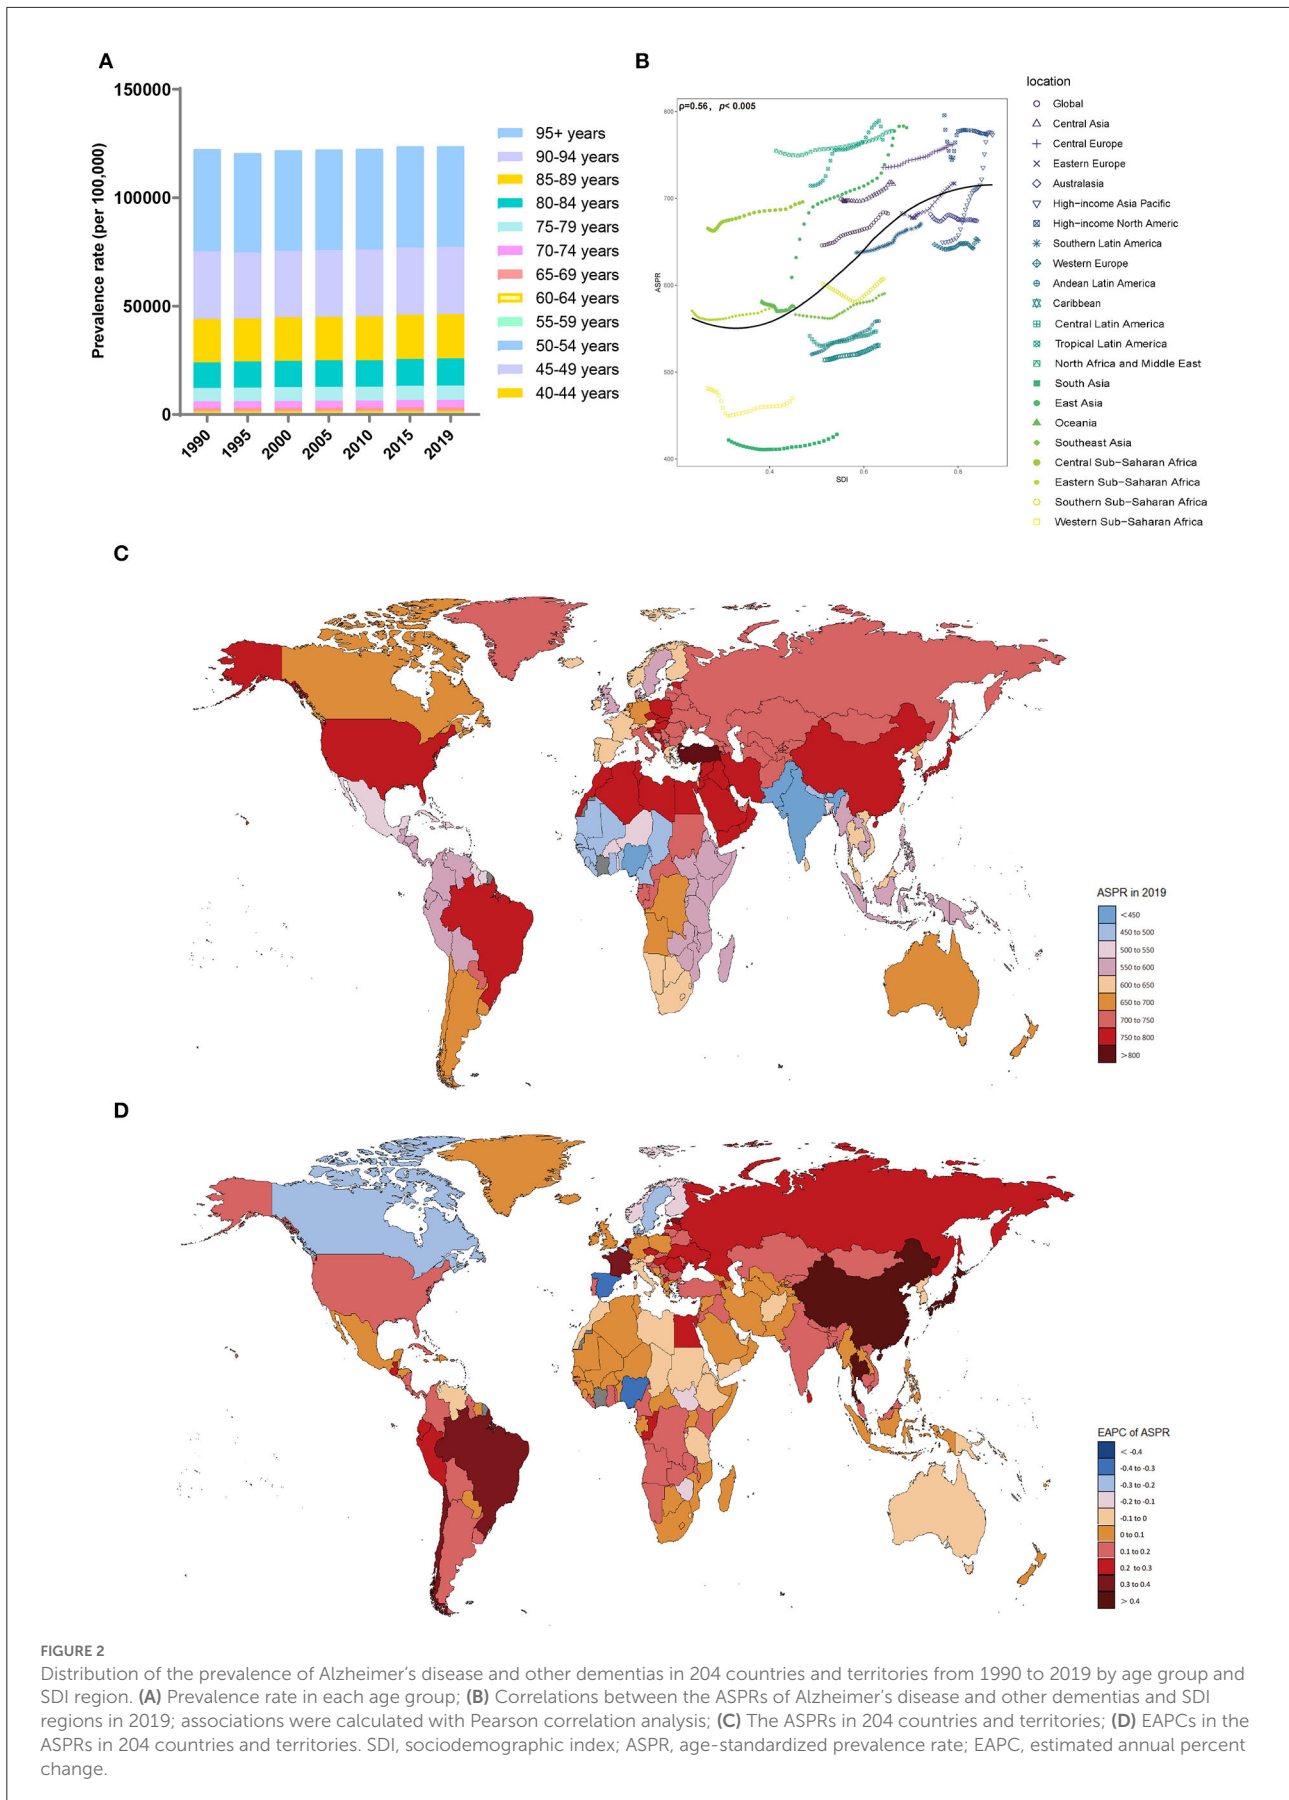 A
150000
100000
50000
0
Prevalence rate (per 100,000)
1990
1995
2000
2005
2010
2015
2019
95+ years
90-94 years
85-89 years
80-84 years
75-79 years
70-74 years
65-69 years
60-64 years
55-59 years
50-54 years
45-49 years
40-44 years
B
ρ=0.56, p< 0.005
800
700
600
500
400
ASPR
0.4
0.6
0.8
SDI
location
Global
Central Asia
Central Europe
Eastern Europe
Australasia
High-income Asia Pacific
High-income North Americ
Southern Latin America
Western Europe
Andean Latin America
Caribbean
Central Latin America
Tropical Latin America
North Africa and Middle East
South Asia
East Asia
Oceania
Southeast Asia
Central Sub-Saharan Africa
Eastern Sub-Saharan Africa
Southern Sub-Saharan Africa
Western Sub-Saharan Africa
C
ASPR in 2019
<450
450 to 500
500 to 550
550 to 600
600 to 650
650 to 700
700 to 750
750 to 800
>800
D
EAPC of ASPR
< -0.4
-0.4 to -0.3
-0.3 to -0.2
-0.2 to -0.1
-0.1 to 0
0 to 0.1
0.1 to 0.2
0.2 to 0.3
0.3 to 0.4
> 0.4
FIGURE 2
Distribution of the prevalence of Alzheimer's disease and other dementias in 204 countries and territories from 1990 to 2019 by age group and
SDI region. (A) Prevalence rate in each age group; (B) Correlations between the ASPRs of Alzheimer's disease and other dementias and SDI
regions in 2019; associations were calculated with Pearson correlation analysis; (C) The ASPRs in 204 countries and territories; (D) EAPCs in the
ASPRs in 204 countries and territories. SDI, sociodemographic index; ASPR, age-standardized prevalence rate; EAPC, estimated annual percent
change.